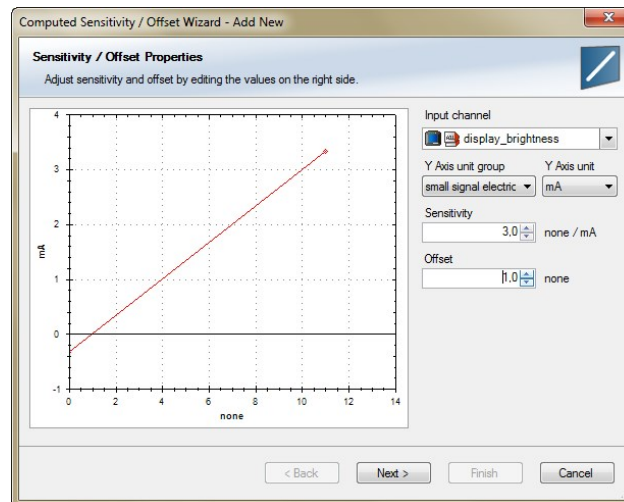 Computed Sensitivity / Offset Wizard - Add New
Sensitivity / Offset Properties
Adjust sensitivity and offset by editing the values on the right side.
4
3
2
1
0
-1
mA
0 2 4 6 8 10 12 14
none
Input channel
display_brightness
Y Axis unit group Y Axis unit
small signal electric mA
Sensitivity
3,0 none / mA
Offset
1,0 none
< Back Next > Finish Cancel